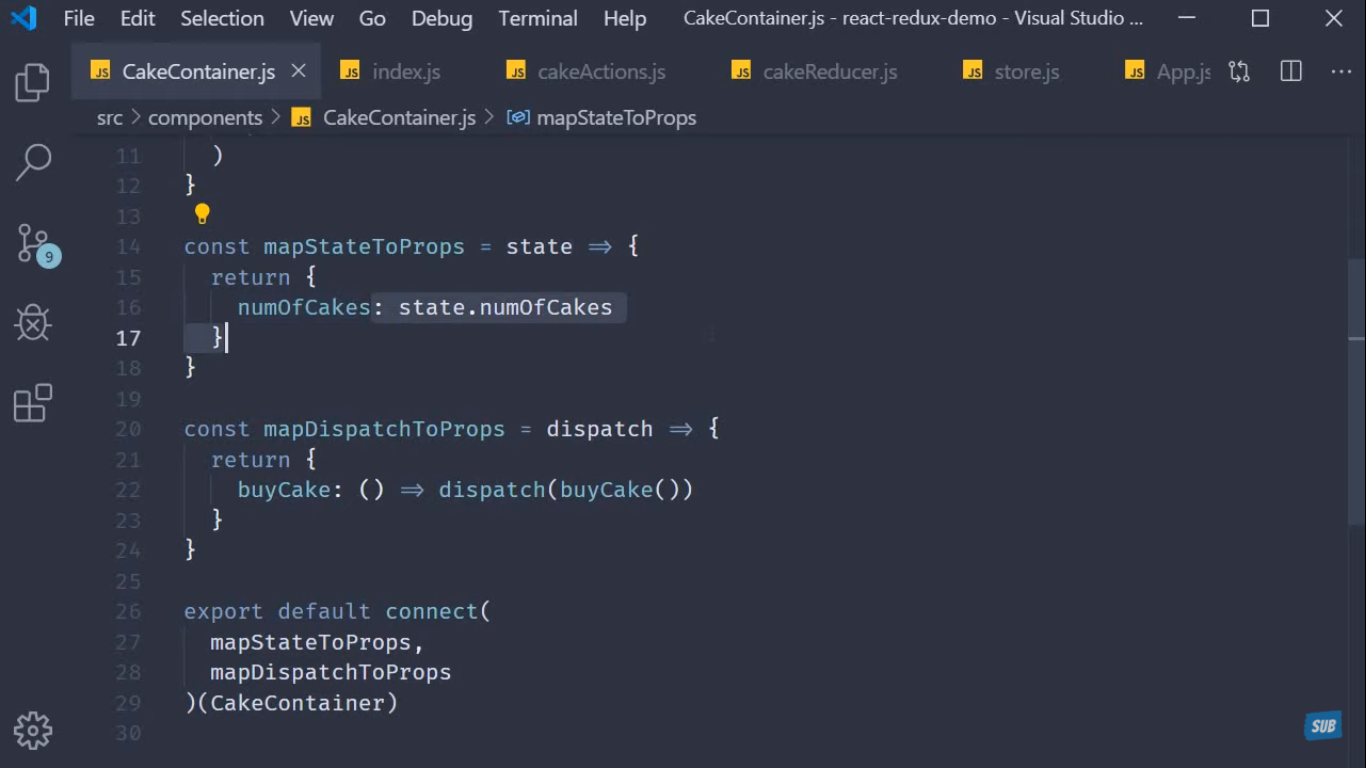 File Edit Selection View Go Debug Terminal Help CakeContainer.js - react-redux-demo - Visual Studio ...
JS CakeContainer.js JS index.js JS cakeActions.js JS cakeReducer.js JS store.js JS App.js
src > components > JS CakeContainer.js > mapStateToProps
11 )
12 }
13
14 const mapStateToProps = state => {
15 return {
16 numOfCakes: state.numOfCakes
17 }
18 }
19
20 const mapDispatchToProps = dispatch => {
21 return {
22 buyCake: () => dispatch(buyCake())
23 }
24 }
25
26 export default connect(
27 mapStateToProps,
28 mapDispatchToProps
29 )(CakeContainer)
30
9
SUB